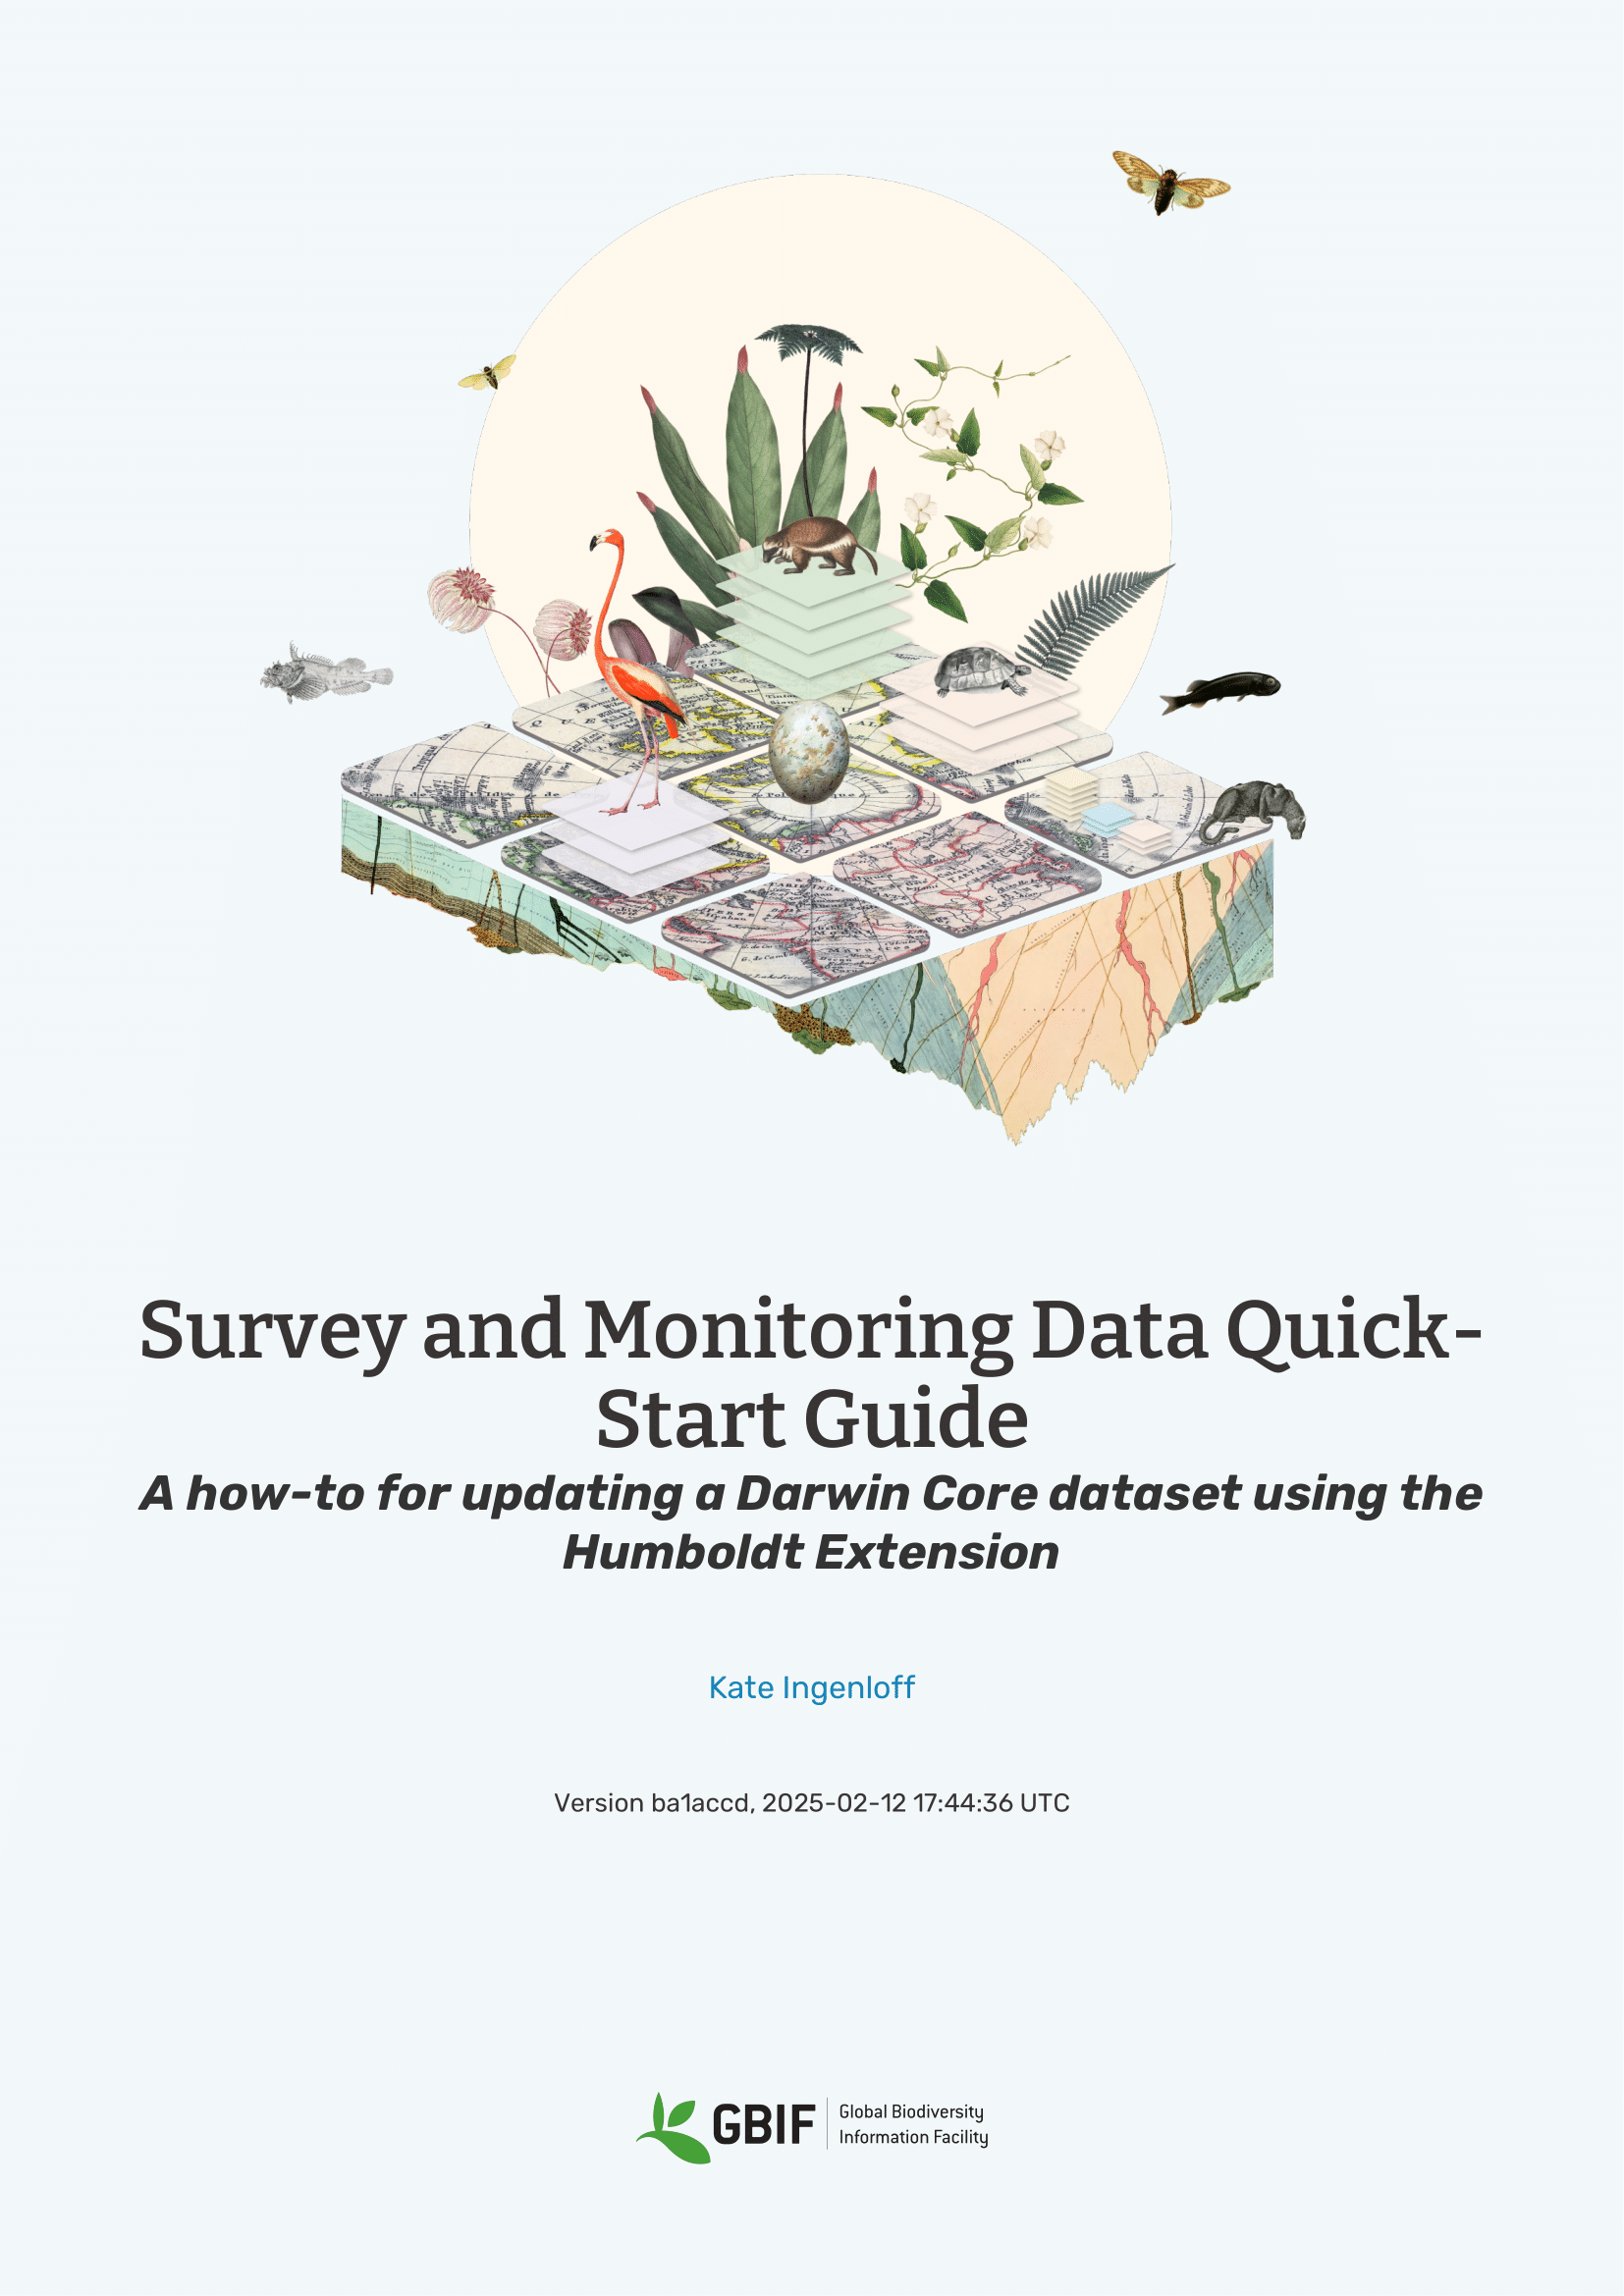 Survey and Monitoring Data Quick-
Start Guide
A how-to for updating a Darwin Core dataset using the
Humboldt Extension
Kate Ingenloff
Version ba1accd, 2025-02-12 17:44:36 UTC
GBIF
Global Biodiversity
Information Facility